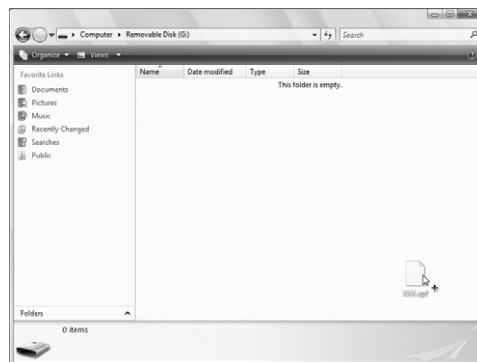 Computer ▸ Removable Disk (G:) Search
Organize Views
Favorite Links
Documents
Pictures
Music
Recently Changed
Searches
Public
Name Date modified Type Size
This folder is empty.
Folders
0 items